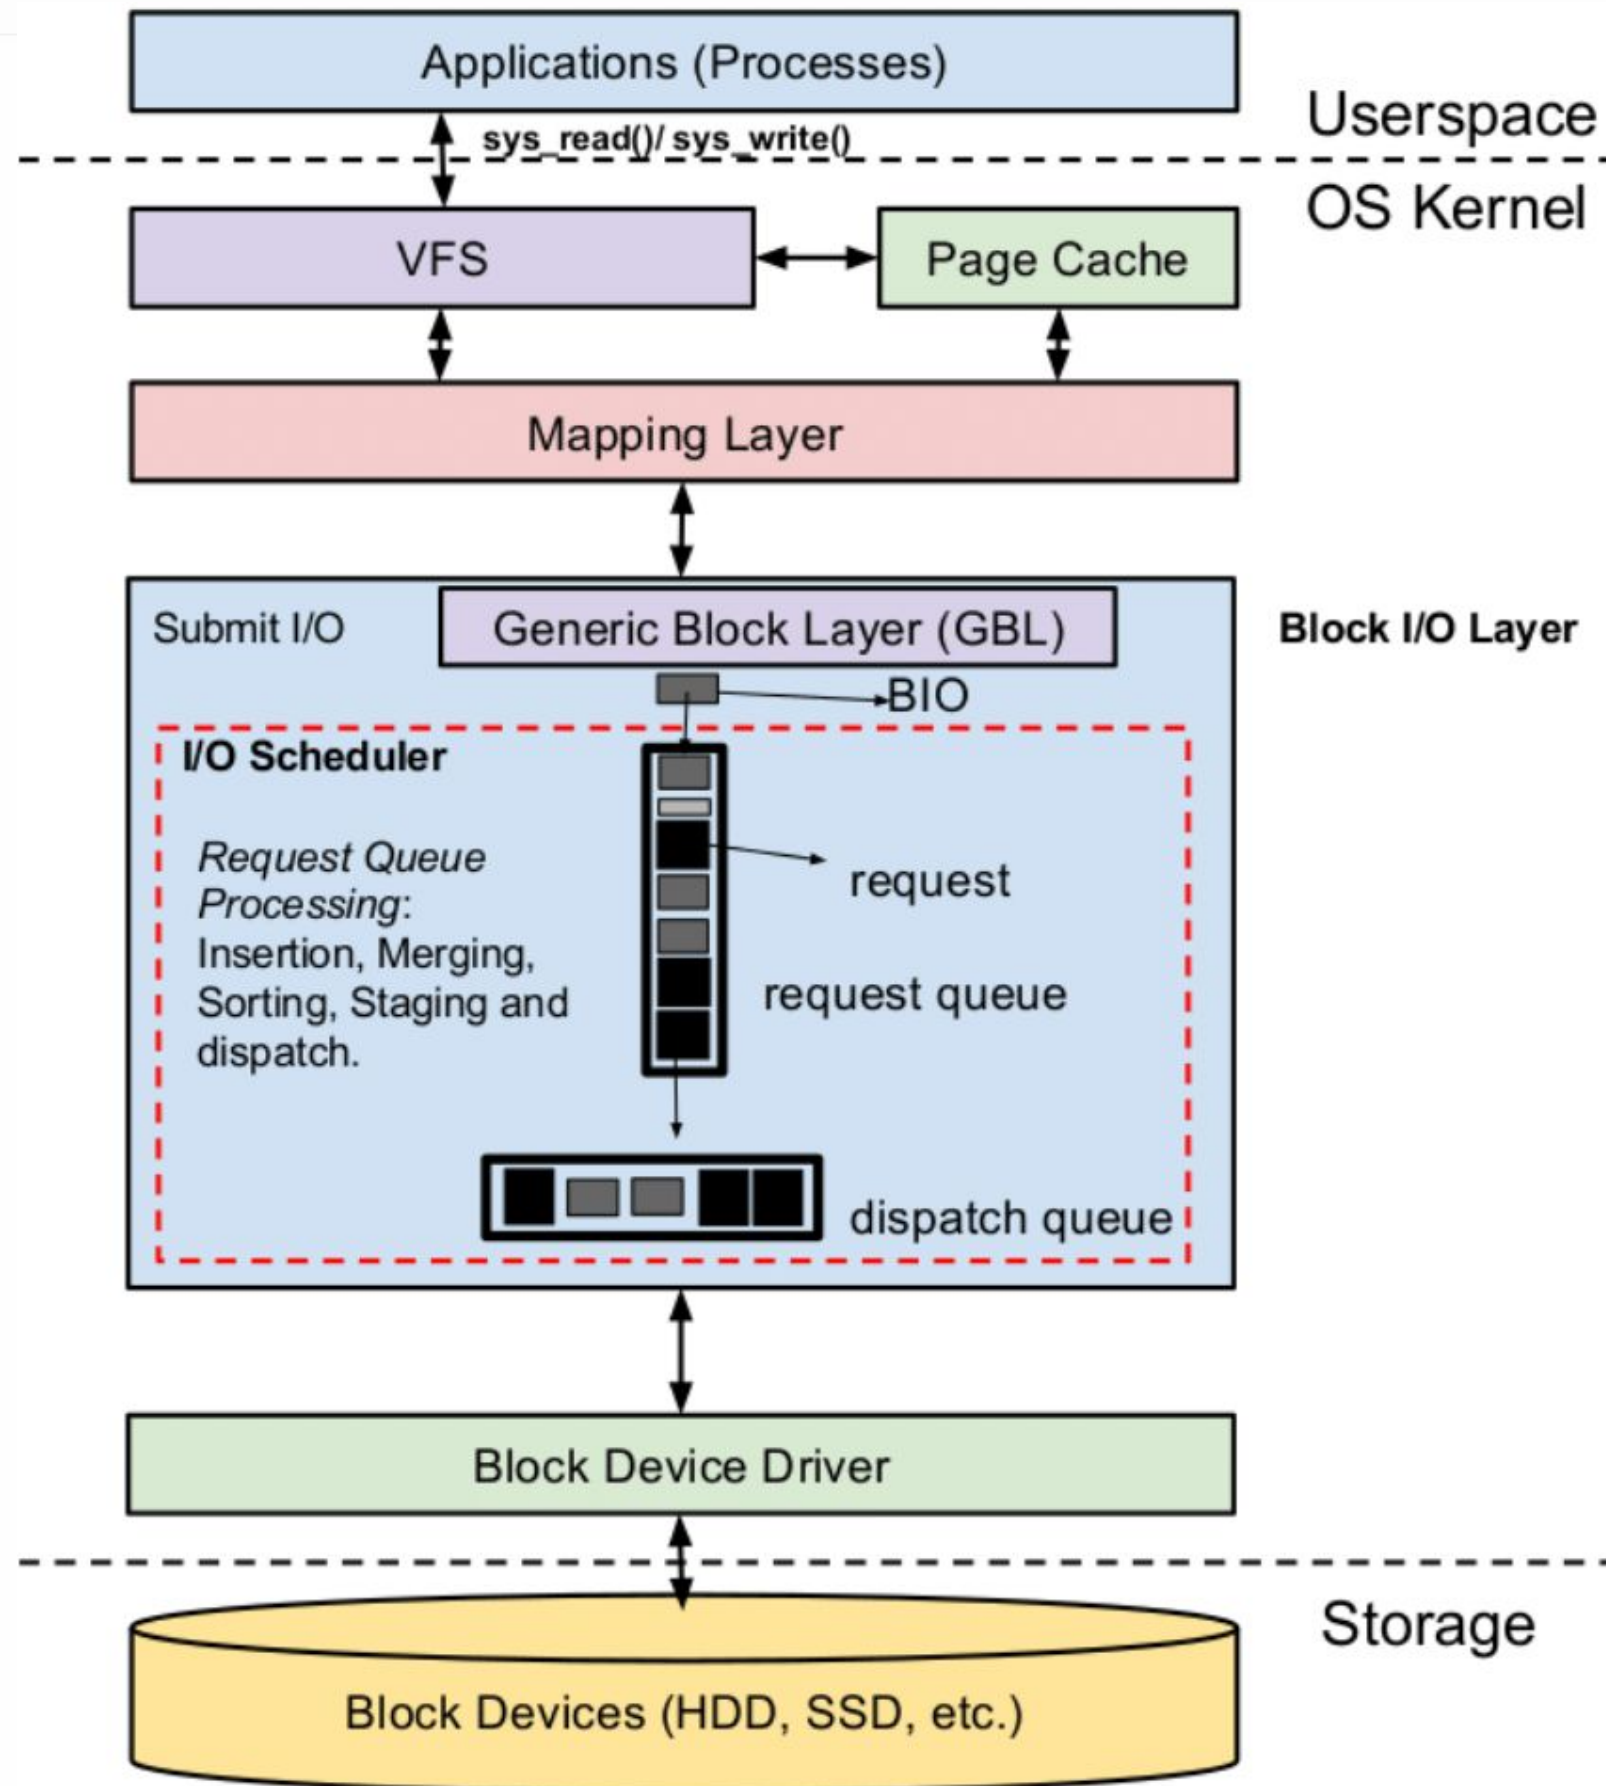 Applications (Processes)
Userspace
sys_read()/ sys_write()
OS Kernel
VFS
Page Cache
Mapping Layer
Submit I/O
Generic Block Layer (GBL)
Block I/O Layer
BIO
I/O Scheduler
Request Queue
Processing:
Insertion, Merging,
Sorting, Staging and
dispatch.
request
request queue
dispatch queue
Block Device Driver
Storage
Block Devices (HDD, SSD, etc.)